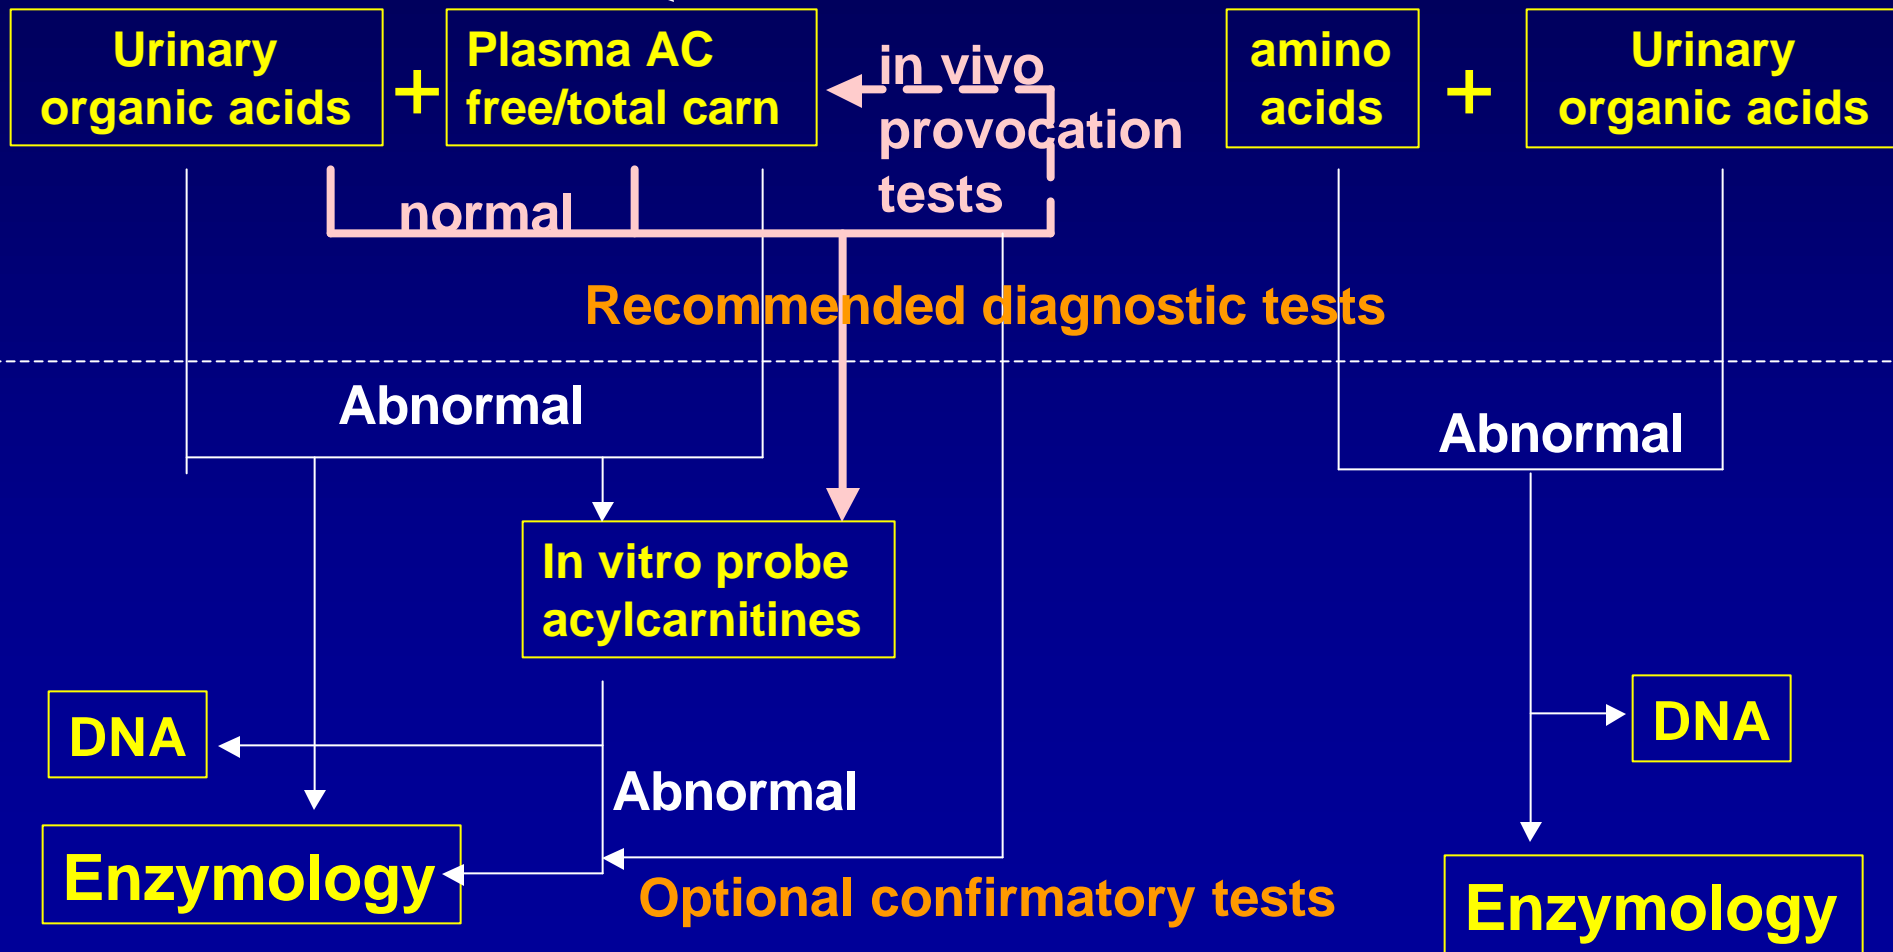 Urinary
organic acids
+
Plasma AC
free/total carn
in vivo
provocation
tests
amino
acids
+
Urinary
organic acids
normal
Recommended diagnostic tests
Abnormal
Abnormal
In vitro probe
acylcarnitines
DNA
DNA
Abnormal
Enzymology
Optional confirmatory tests
Enzymology